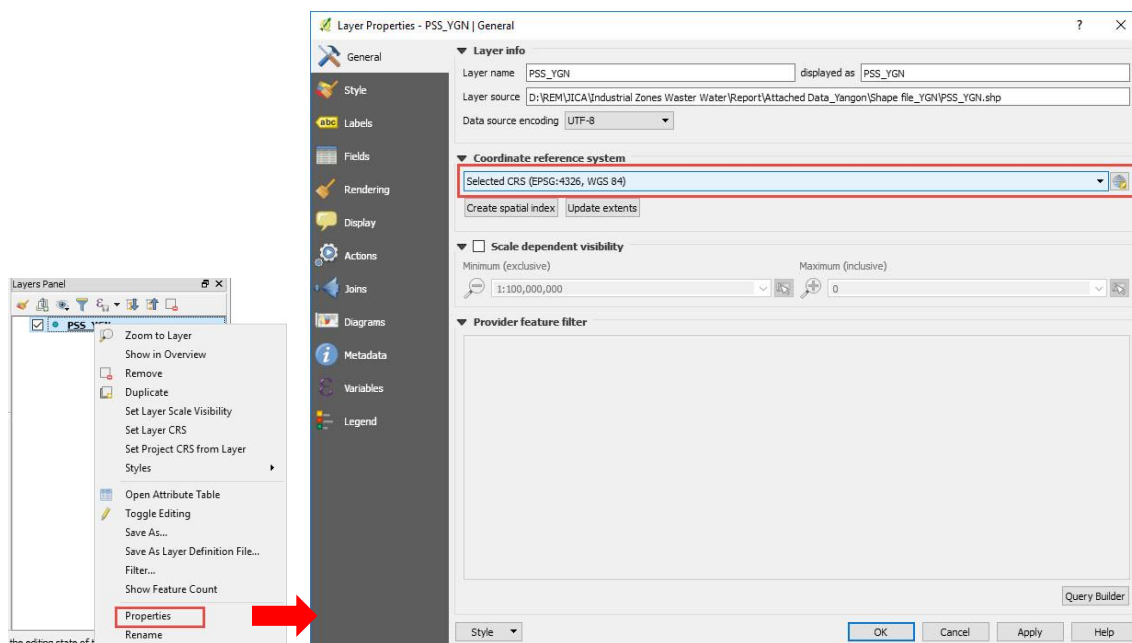 Layers Panel
PSS_YGN
Zoom to Layer
Show in Overview
Remove
Duplicate
Set Layer Scale Visibility
Set Layer CRS
Set Project CRS from Layer
Styles
Open Attribute Table
Toggle Editing
Save As...
Save As Layer Definition File...
Filter...
Show Feature Count
Properties
Rename
the editing state of
Layer Properties - PSS_YGN | General
?
General
Style
abc Labels
Fields
Rendering
Display
Actions
Joins
Diagrams
Metadata
Variables
Legend
Layer info
Layer name PSS_YGN displayed as PSS_YGN
Layer source D:\REM\JICA\Industrial Zones Waster Water\Report\Attached Data_Yangon\Shape file_YGN\PSS_YGN.shp
Data source encoding UTF-8
Coordinate reference system
Selected CRS (EPSG:4326, WGS 84)
Create spatial index Update extents
Scale dependent visibility
Minimum (exclusive) Maximum (inclusive)
1:100,000,000 0
Provider feature filter
Query Builder
Style OK Cancel Apply Help